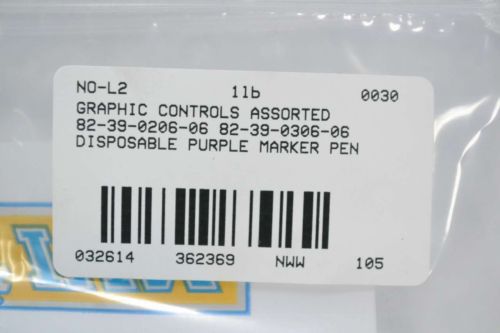 NO-L2 1lb 0030
GRAPHIC CONTROLS ASSORTED
82-39-0206-06 82-39-0306-06
DISPOSABLE PURPLE MARKER PEN
032614 362369 NWW 105